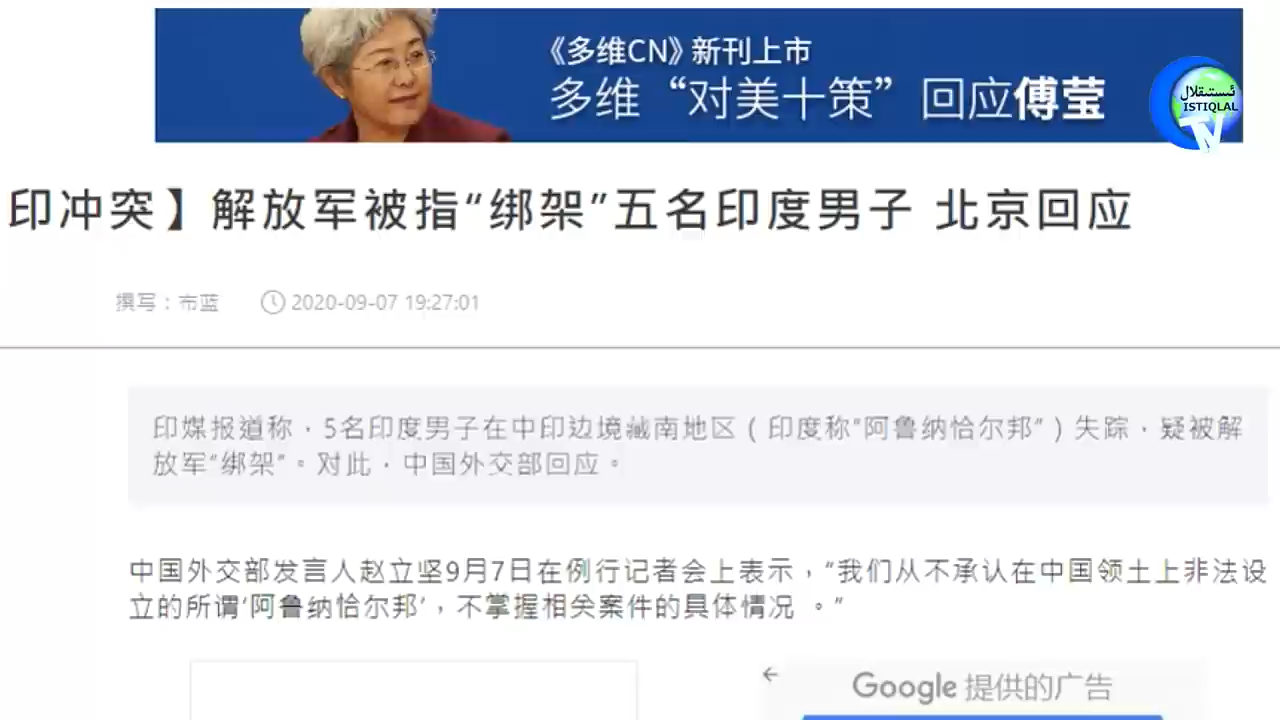 《多维CN》新刊上市
多维“对美十策”回应傅莹
ئىستىقلال
ISTIQLAL
TV
印冲突】解放军被指“绑架”五名印度男子 北京回应
撰写：布蓝 2020-09-07 19:27:01
印媒报道称，5名印度男子在中印边境藏南地区（印度称“阿鲁纳恰尔邦”）失踪，疑被解
放军“绑架”。对此，中国外交部回应。
中国外交部发言人赵立坚9月7日在例行记者会上表示，“我们从不承认在中国领土上非法设
立的所谓‘阿鲁纳恰尔邦’，不掌握相关案件的具体情况 。”
Google 提供的广告